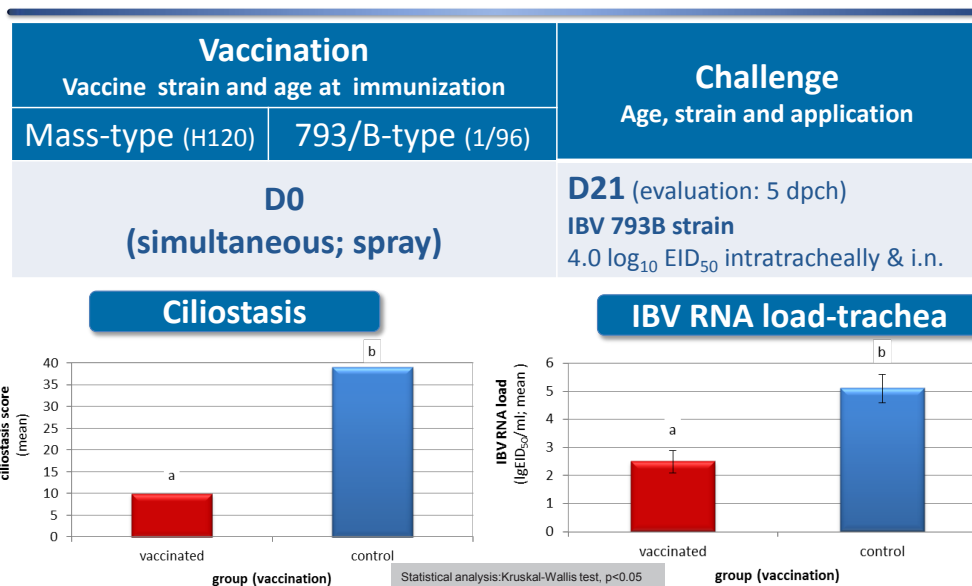 Vaccination
Vaccine strain and age at immunization
Mass-type (H120)
793/B-type (1/96)
D0
(simultaneous; spray)
Challenge
Age, strain and application
D21 (evaluation: 5 dpch)
IBV 793B strain
4.0 log₁₀ EID₅₀ intratracheally & i.n.
Ciliostasis
ciliostasis score
(mean)
40
35
30
25
20
15
10
5
0
a
b
vaccinated
control
group (vaccination)
IBV RNA load-trachea
IBV RNA load
(lgEID₅₀/ml; mean )
6
5
4
3
2
1
0
a
b
vaccinated
control
group (vaccination)
Statistical analysis:Kruskal-Wallis test, p<0.05